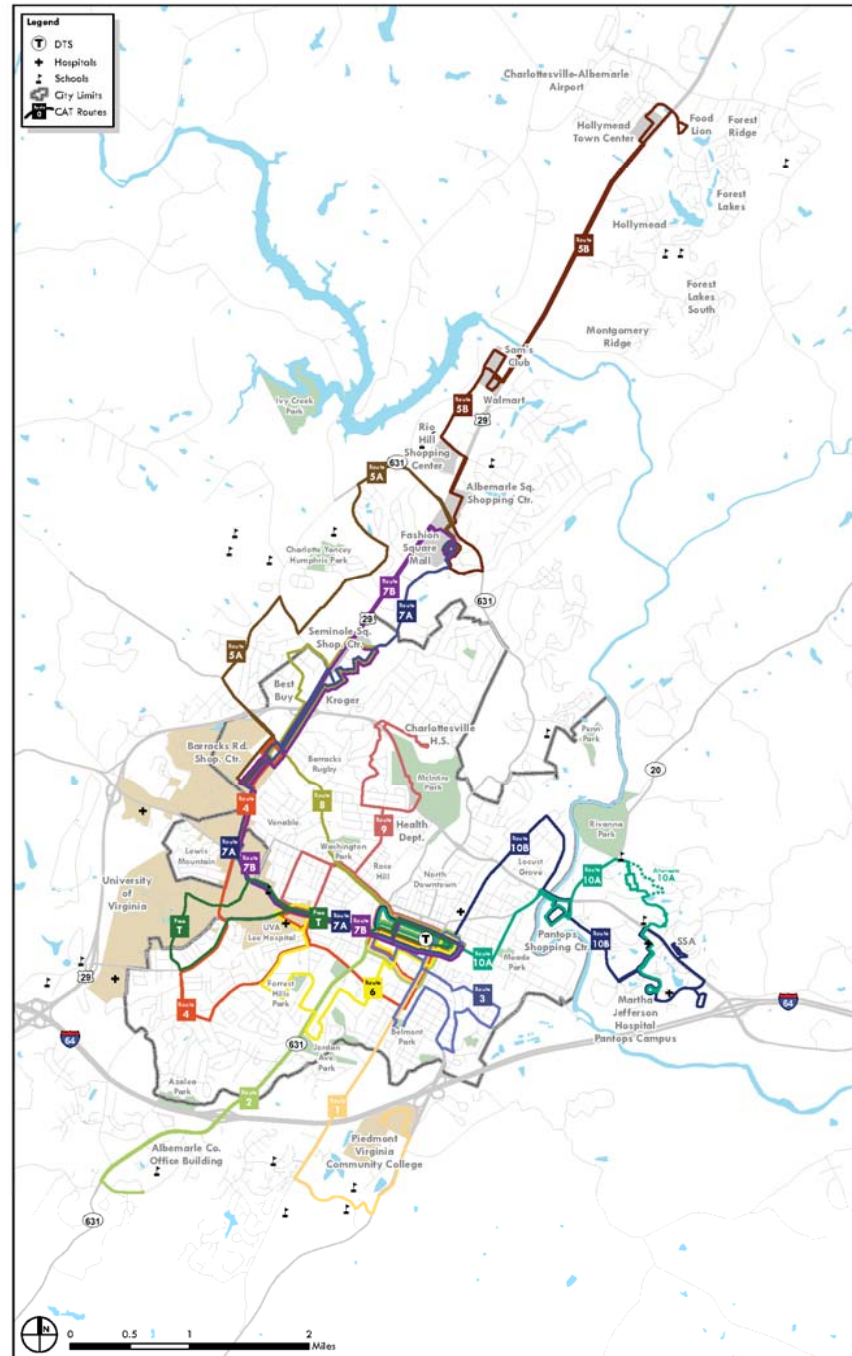 Legend
DTS
Hospitals
Schools
City Limits
CAT Routes
Charlottesville-Albemarle
Airport
Hollymead
Town Center
Food
Lion
Forest
Ridge
Forest
Lakes
Hollymead
Route
5B
Forest
Lakes
South
Montgomery
Ridge
Sam's
Club
Walmart
Route
5B
29
Ivy Creek
Park
Rio
Hill
Shopping
Center
631
Route
5A
Albemarle Sq.
Shopping Ctr.
Fashion
Square
Mall
Charlotte Yancey
Humphris Park
Route
7B
Route
7A
29
631
Seminole Sq.
Shop. Ctr.
Route
5A
Best
Buy
Kroger
Charlottesville
H.S.
Penn
Park
Barracks Rd.
Shop. Ctr.
Barracks
Rugby
McIntire
Park
20
Route
4
Route
8
Route
9
Health
Dept.
Rivanna
Park
Venable
Washington
Park
Route
7A
Route
7B
Lewis
Mountain
Rose
Hill
North
Downtown
Route
10B
Locust
Grove
Route
10A
Alternate
10A
University
of
Virginia
Free
T
UVA
Lee Hospital
Free
T
Route
7A
Route
7B
T
Route
10A
Meade
Park
Pantops
Shopping Ctr.
Route
10B
SSA
29
Route
4
Forrest
Hills
Park
Route
6
Route
3
Martha
Jefferson
Hospital
Pantops Campus
64
64
631
Jordan
Ave
Park
Belmont
Park
Azalea
Park
Route
2
Route
1
Albemarle Co.
Office Building
Piedmont
Virginia
Community College
631
N
0 0.5 1 2
Miles